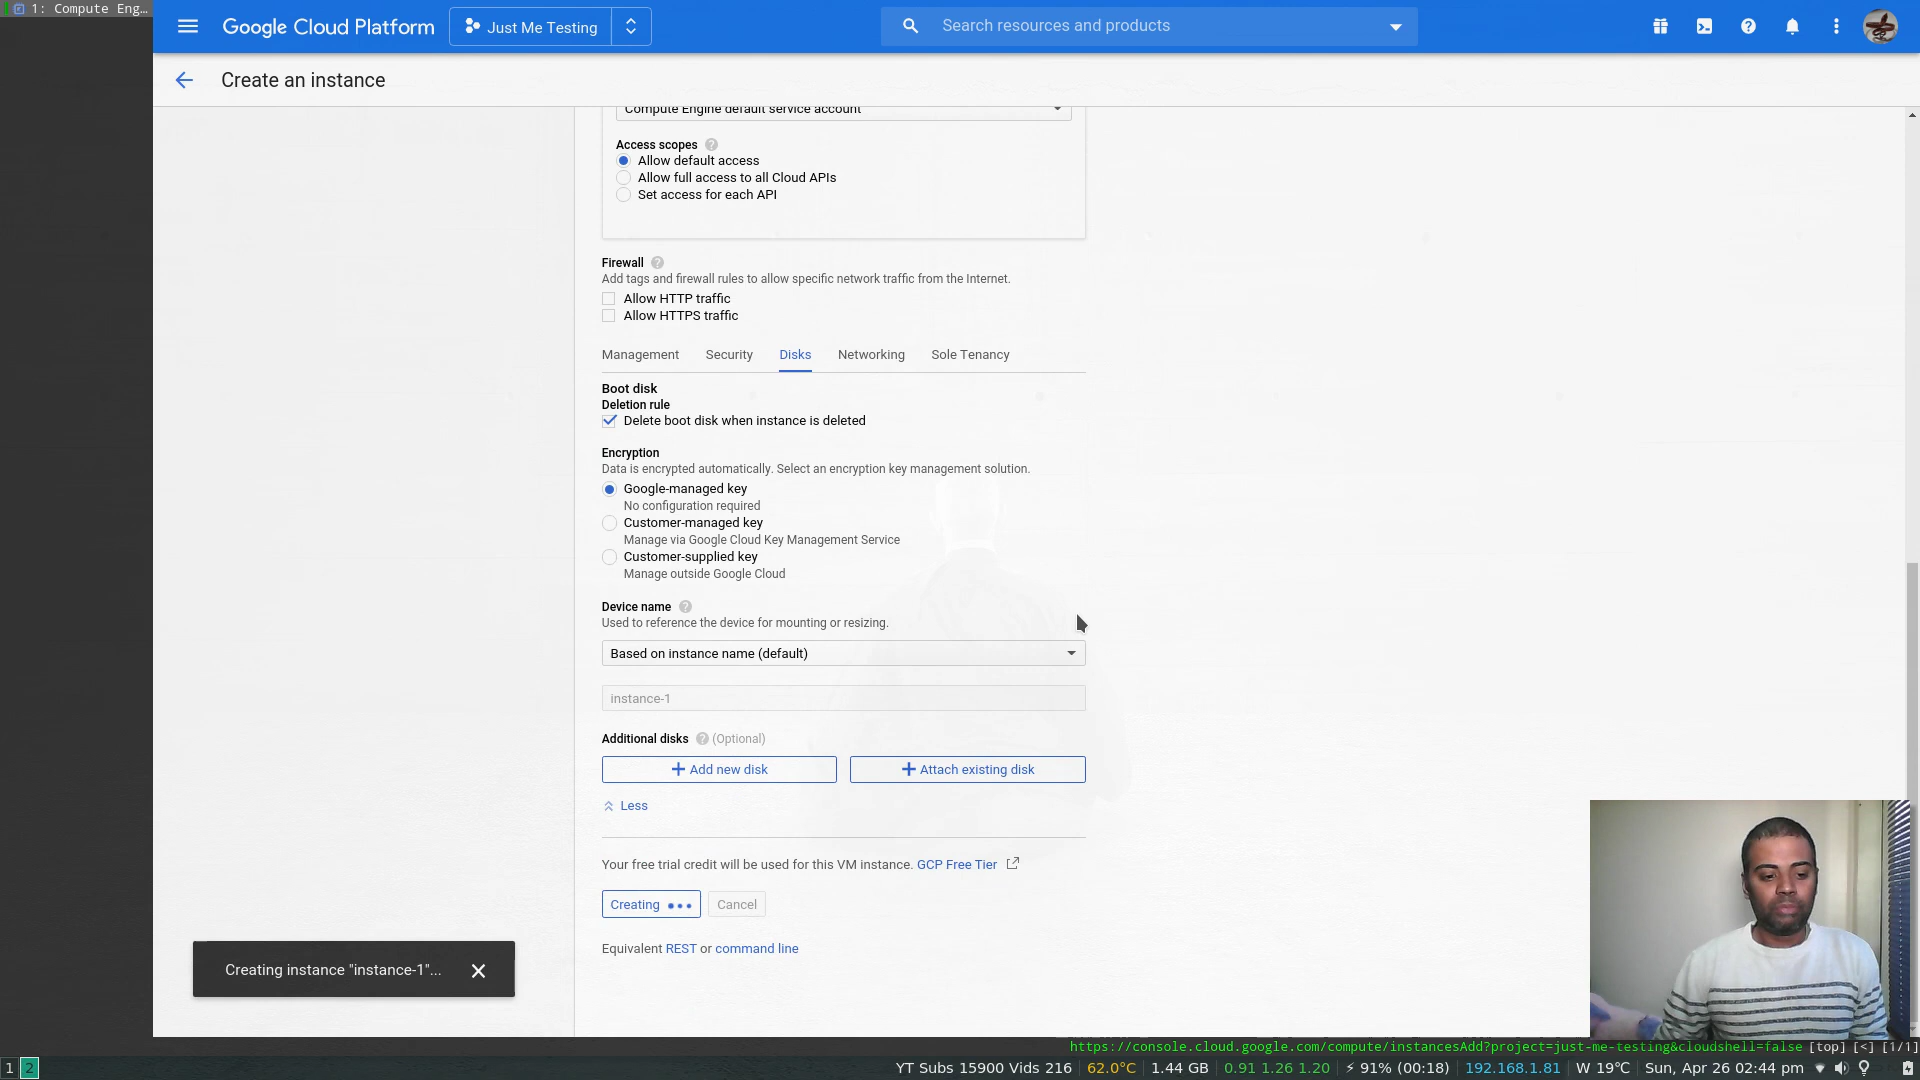 1: Compute Eng…
Google Cloud Platform
Just Me Testing
Search resources and products
Create an instance
Compute Engine default service account
Access scopes
Allow default access
Allow full access to all Cloud APIs
Set access for each API
Firewall
Add tags and firewall rules to allow specific network traffic from the Internet.
Allow HTTP traffic
Allow HTTPS traffic
Management Security Disks Networking Sole Tenancy
Boot disk
Deletion rule
Delete boot disk when instance is deleted
Encryption
Data is encrypted automatically. Select an encryption key management solution.
Google-managed key
No configuration required
Customer-managed key
Manage via Google Cloud Key Management Service
Customer-supplied key
Manage outside Google Cloud
Device name
Used to reference the device for mounting or resizing.
Based on instance name (default)
instance-1
Additional disks (Optional)
Add new disk Attach existing disk
Less
Your free trial credit will be used for this VM instance. GCP Free Tier
Creating Cancel
Equivalent REST or command line
Creating instance "instance-1"...
https://console.cloud.google.com/compute/instancesAdd?project=just-me-testing&cloudshell=false [top] [<] [1/1]
1 2 YT Subs 15900 Vids 216 62.0°C 1.44 GB 0.91 1.26 1.20 ⚡ 91% (00:18) 192.168.1.81 W 19℃ Sun, Apr 26 02:44 pm